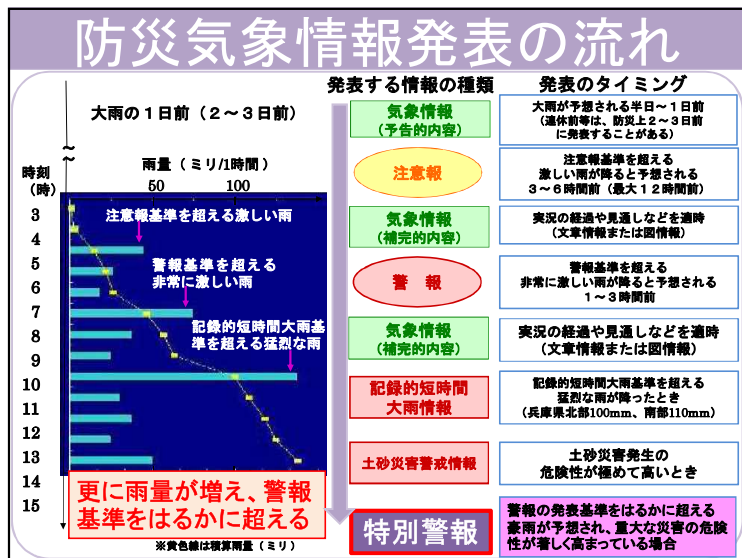 防災気象情報発表の流れ
発表する情報の種類
発表のタイミング
大雨の１日前（２～３日前）
～
～
雨量（ミリ/1時間）
時刻
(時)
50
100
3
4
5
6
7
8
9
10
11
12
13
14
15
注意報基準を超える激しい雨
警報基準を超える
非常に激しい雨
記録的短時間大雨基
準を超える猛烈な雨
更に雨量が増え、警報
基準をはるかに超える
※黄色線は積算雨量（ミリ）
気象情報
(予告的内容)
大雨が予想される半日～１日前
(連休前等は、防災上２～３日前
に発表することがある)
注意報
注意報基準を超える
激しい雨が降ると予想される
３～６時間前（最大１２時間前）
気象情報
(補完的内容)
実況の経過や見通しなどを適時
(文章情報または図情報)
警　報
警報基準を超える
非常に激しい雨が降ると予想される
１～３時間前
気象情報
(補完的内容)
実況の経過や見通しなどを適時
（文章情報または図情報）
記録的短時間
大雨情報
記録的短時間大雨基準を超える
猛烈な雨が降ったとき
(兵庫県北部100mm、南部110mm)
土砂災害警戒情報
土砂災害発生の
危険性が極めて高いとき
特別警報
警報の発表基準をはるかに超える
豪雨が予想され、重大な災害の危険
性が著しく高まっている場合